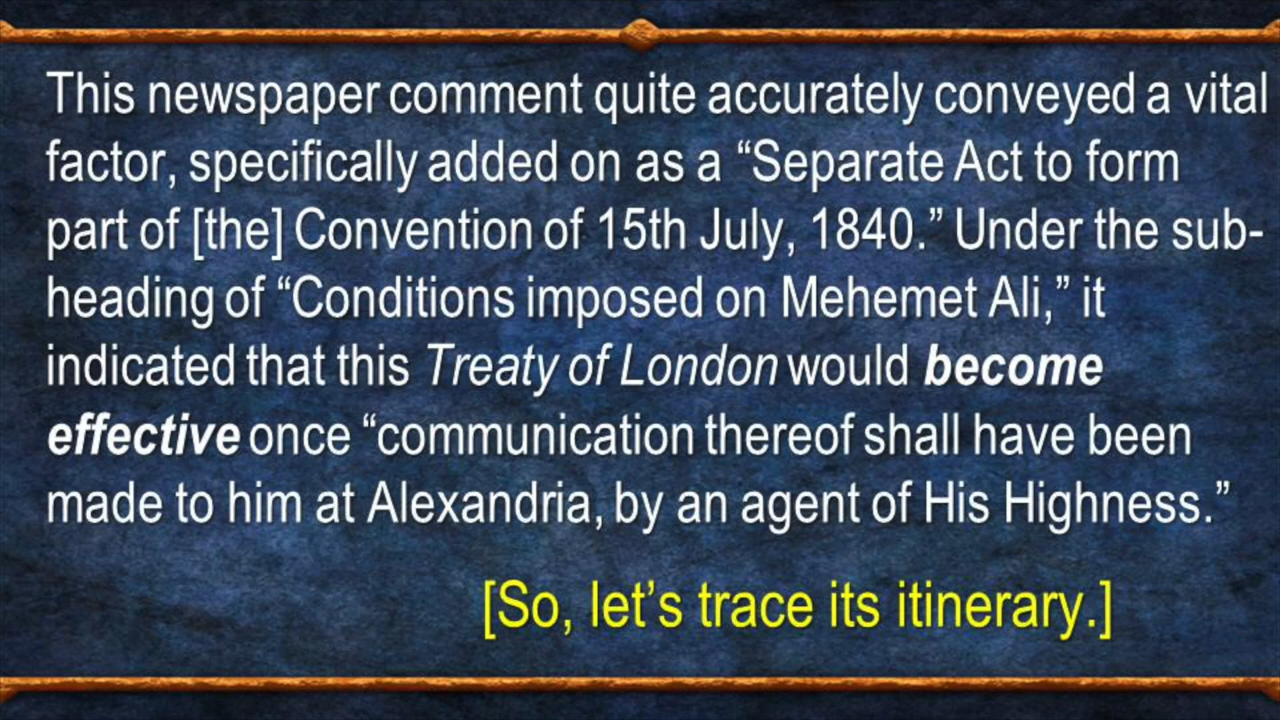 This newspaper comment quite accurately conveyed a vital
factor, specifically added on as a “Separate Act to form
part of [the] Convention of 15th July, 1840.” Under the sub-
heading of “Conditions imposed on Mehemet Ali,” it
indicated that this Treaty of London would become
effective once “communication thereof shall have been
made to him at Alexandria, by an agent of His Highness.”
[So, let’s trace its itinerary.]